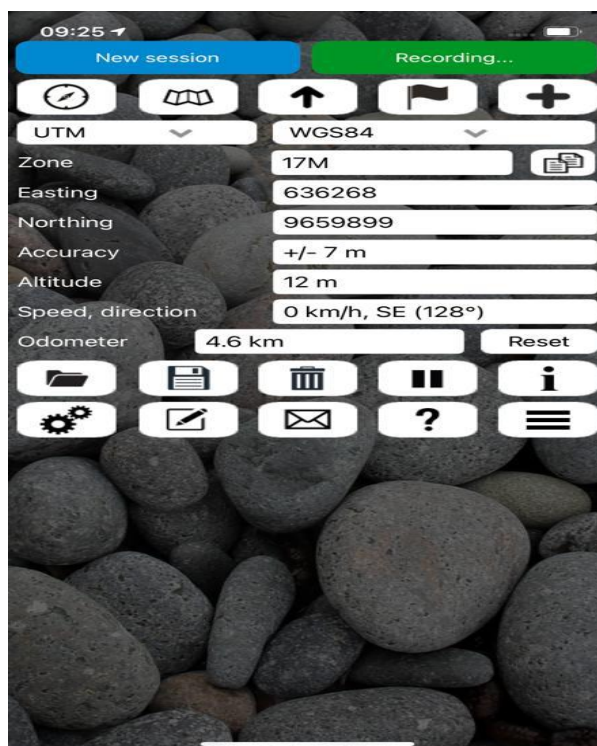 09:25
New session Recording...
UTM WGS84
Zone 17M
Easting 636268
Northing 9659899
Accuracy +/- 7 m
Altitude 12 m
Speed, direction 0 km/h, SE (128°)
Odometer 4.6 km Reset
i
?